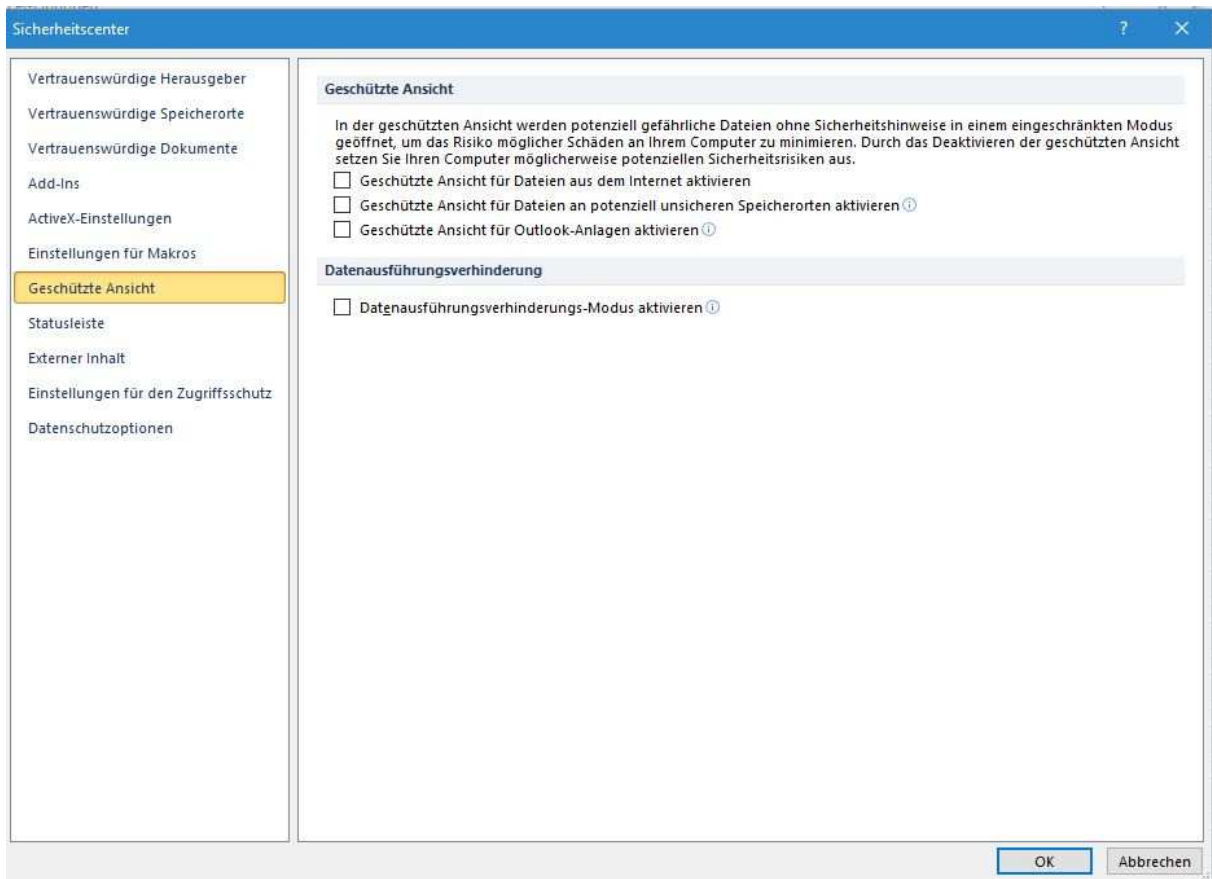 Sicherheitscenter
?
Vertrauenswürdige Herausgeber
Vertrauenswürdige Speicherorte
Vertrauenswürdige Dokumente
Add-Ins
ActiveX-Einstellungen
Einstellungen für Makros
Geschützte Ansicht
Statusleiste
Externer Inhalt
Einstellungen für den Zugriffsschutz
Datenschutzoptionen
Geschützte Ansicht
In der geschützten Ansicht werden potenziell gefährliche Dateien ohne Sicherheitshinweise in einem eingeschränkten Modus
geöffnet, um das Risiko möglicher Schäden an Ihrem Computer zu minimieren. Durch das Deaktivieren der geschützten Ansicht
setzen Sie Ihren Computer möglicherweise potenziellen Sicherheitsrisiken aus.
Geschützte Ansicht für Dateien aus dem Internet aktivieren
Geschützte Ansicht für Dateien an potenziell unsicheren Speicherorten aktivieren
Geschützte Ansicht für Outlook-Anlagen aktivieren
Datenausführungsverhinderung
Datenausführungsverhinderungs-Modus aktivieren
OK
Abbrechen